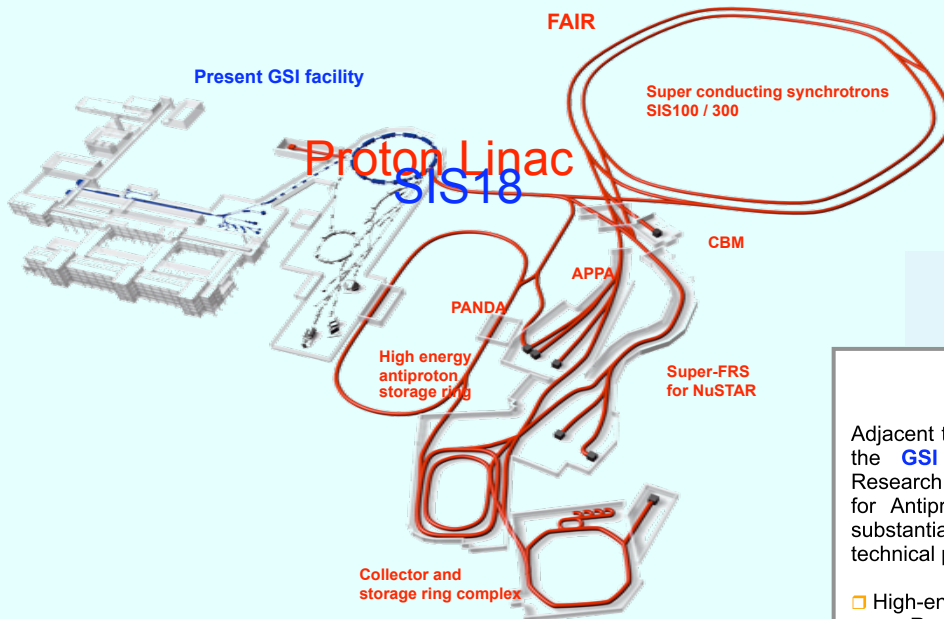 FAIR
Present GSI facility
Super conducting synchrotrons
SIS100 / 300
Proton Linac
SIS18
CBM
APPA
PANDA
High energy
antiproton
storage ring
Super-FRS
for NuSTAR
Collector and
storage ring complex
Adjacent
the GSI
Research
for Antipr
substantia
technical p
High-en